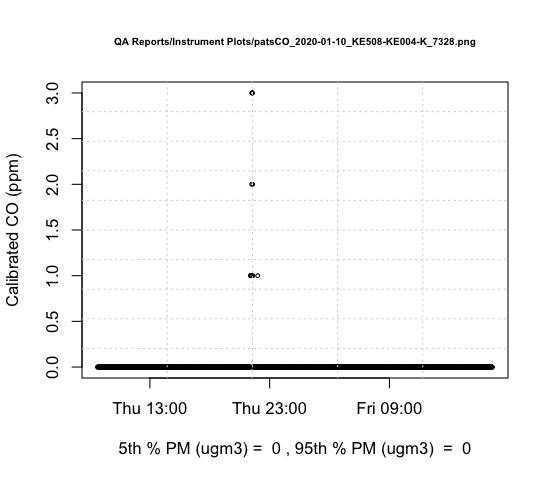 QA Reports/Instrument Plots/patsCO_2020-01-10_KE508-KE004-K_7328.png
Calibrated CO (ppm)
3.0
2.5
2.0
1.5
1.0
0.5
0.0
Thu 13:00 Thu 23:00 Fri 09:00
5th % PM (ugm3) = 0 , 95th % PM (ugm3) = 0